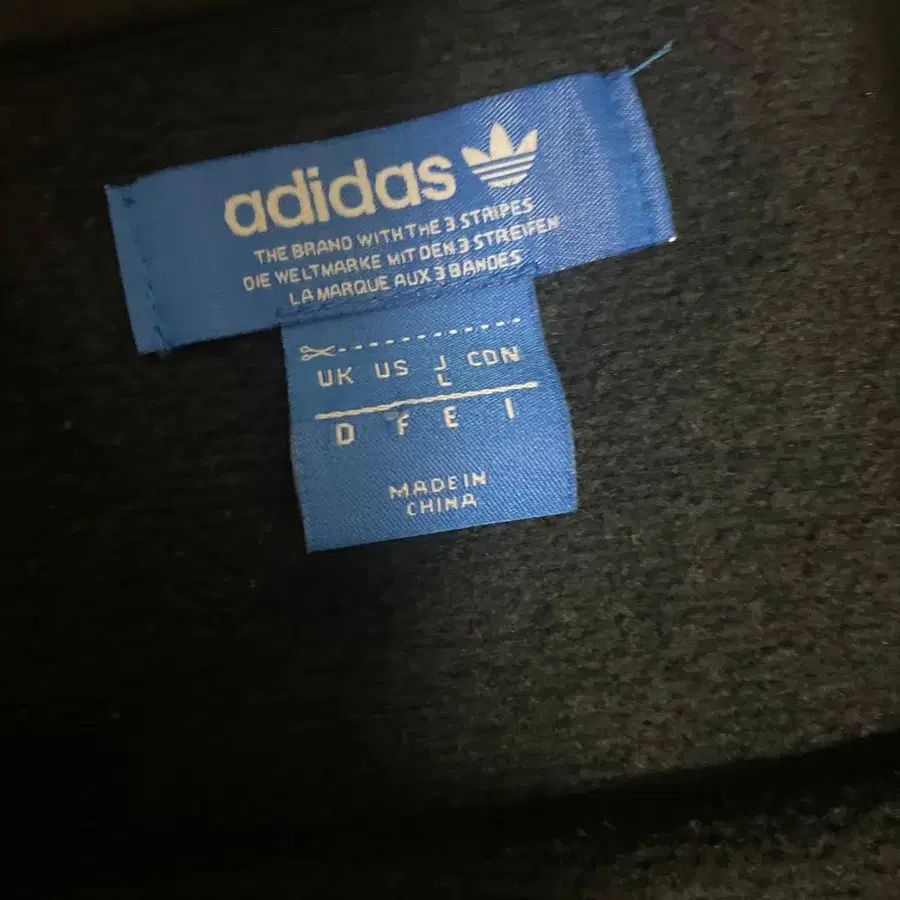 adidas
THE BRAND WITH THE 3 STRIPES
DIE WELTMARKE MIT DEN 3 STREIFEN
LA MARQUE AUX 3 BANDES
UK US J CDN
L
D F E I
MADE IN
CHINA